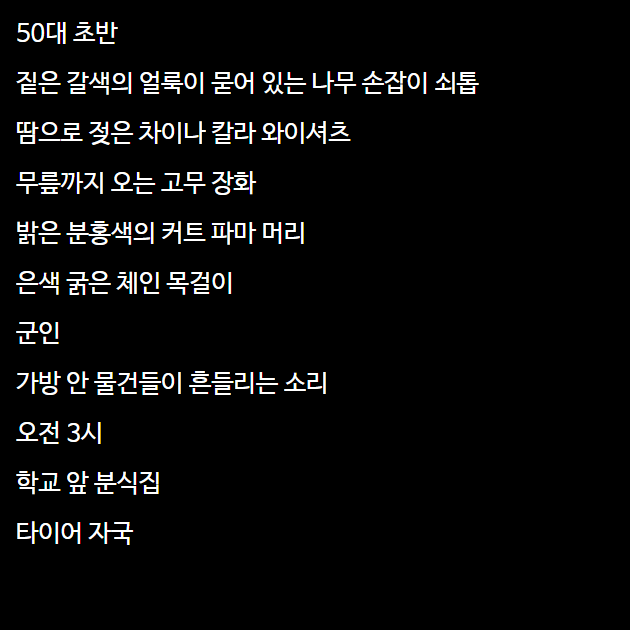 50대 초반
짙은 갈색의 얼룩이 묻어 있는 나무 손잡이 쇠톱
땀으로 젖은 차이나 칼라 와이셔츠
무릎까지 오는 고무 장화
밝은 분홍색의 커트 파마 머리
은색 굵은 체인 목걸이
군인
가방 안 물건들이 흔들리는 소리
오전 3시
학교 앞 분식집
타이어 자국